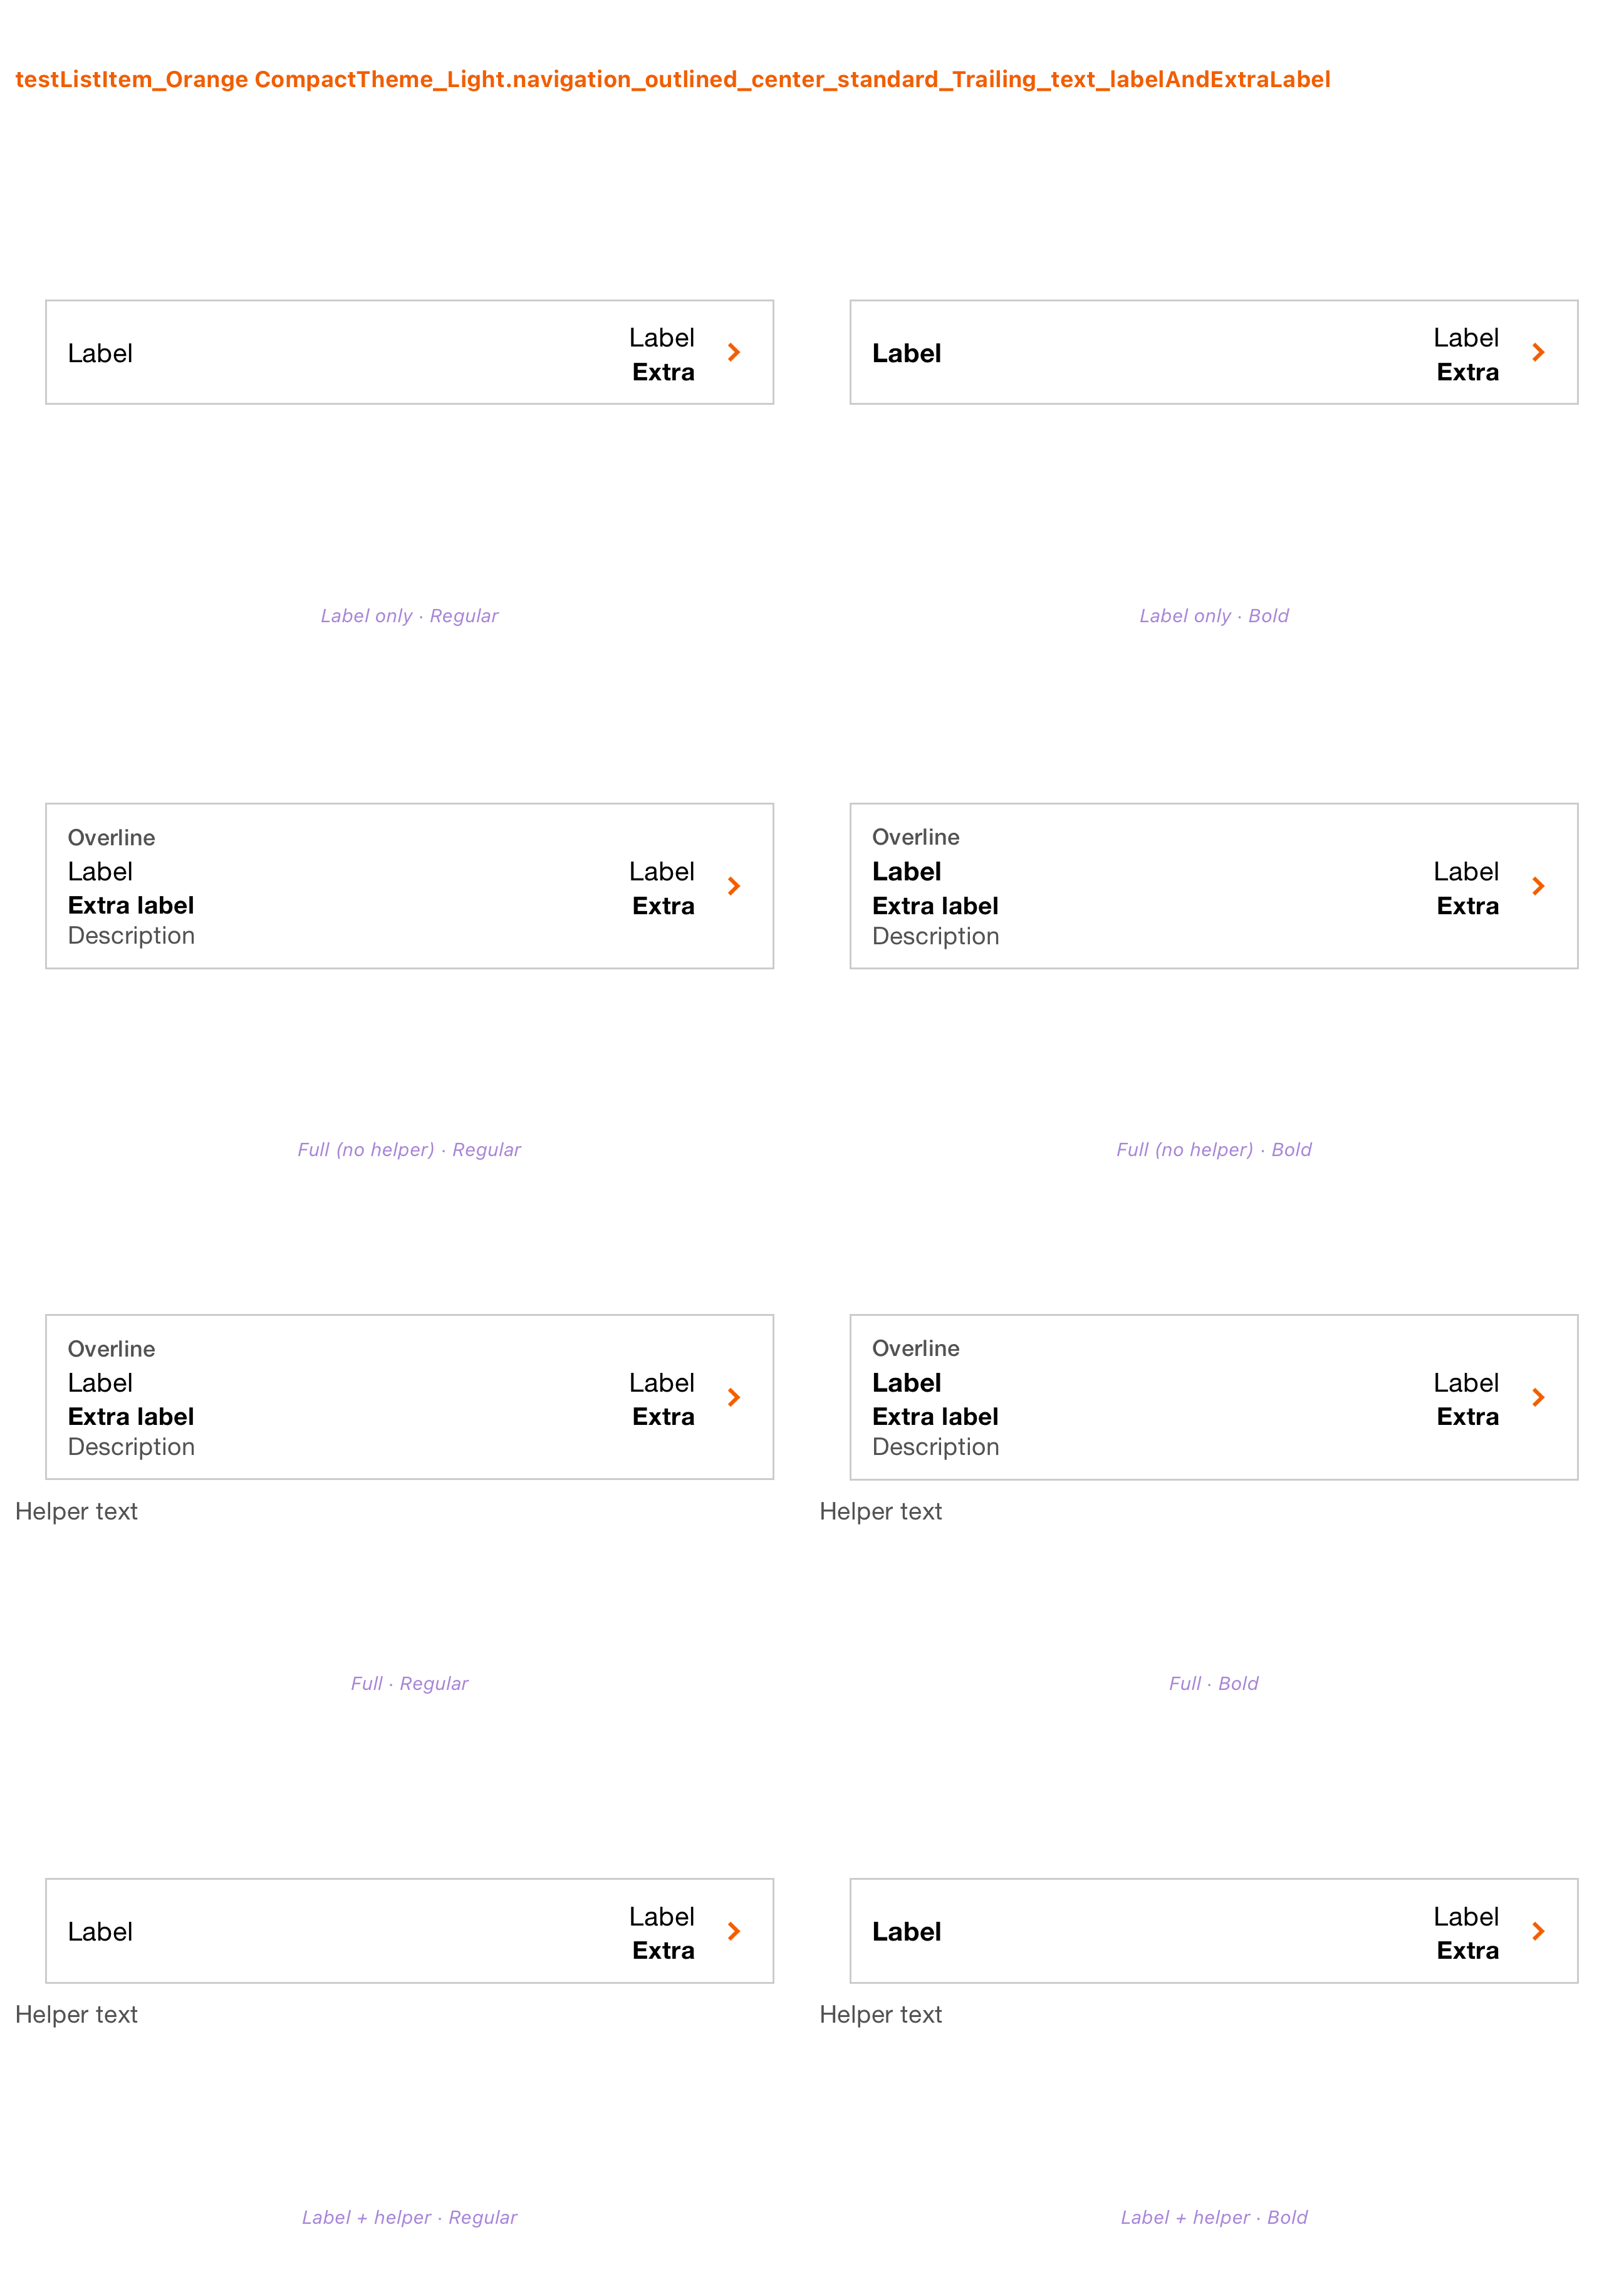 testListItem_Orange CompactTheme_Light.navigation_outlined_center_standard_Trailing_text_labelAndExtraLabel
Label
Label
Extra
Label
Label
Extra
Label only · Regular
Label only · Bold
Overline
Label
Extra label
Description
Label
Extra
Overline
Label
Extra label
Description
Label
Extra
Full (no helper) · Regular
Full (no helper) · Bold
Overline
Label
Extra label
Description
Label
Extra
Helper text
Overline
Label
Extra label
Description
Label
Extra
Helper text
Full · Regular
Full · Bold
Label
Label
Extra
Helper text
Label
Label
Extra
Helper text
Label + helper · Regular
Label + helper · Bold